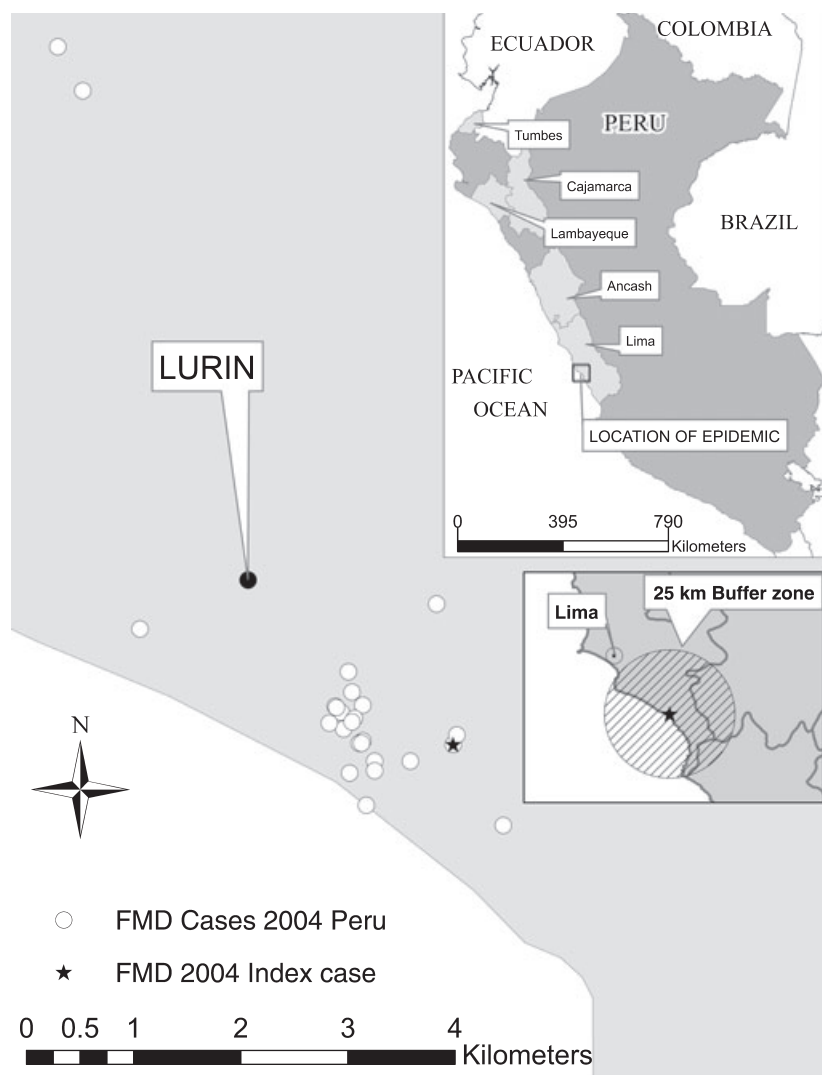 ECUADOR
COLOMBIA
PERU
Tumbes
Cajamarca
BRAZIL
Lambayeque
Ancash
Lima
PACIFIC
OCEAN
LOCATION OF EPIDEMIC
0 395 790
Kilometers
LURIN
25 km Buffer zone
Lima
N
FMD Cases 2004 Peru
FMD 2004 Index case
0 0.5 1 2 3 4
Kilometers